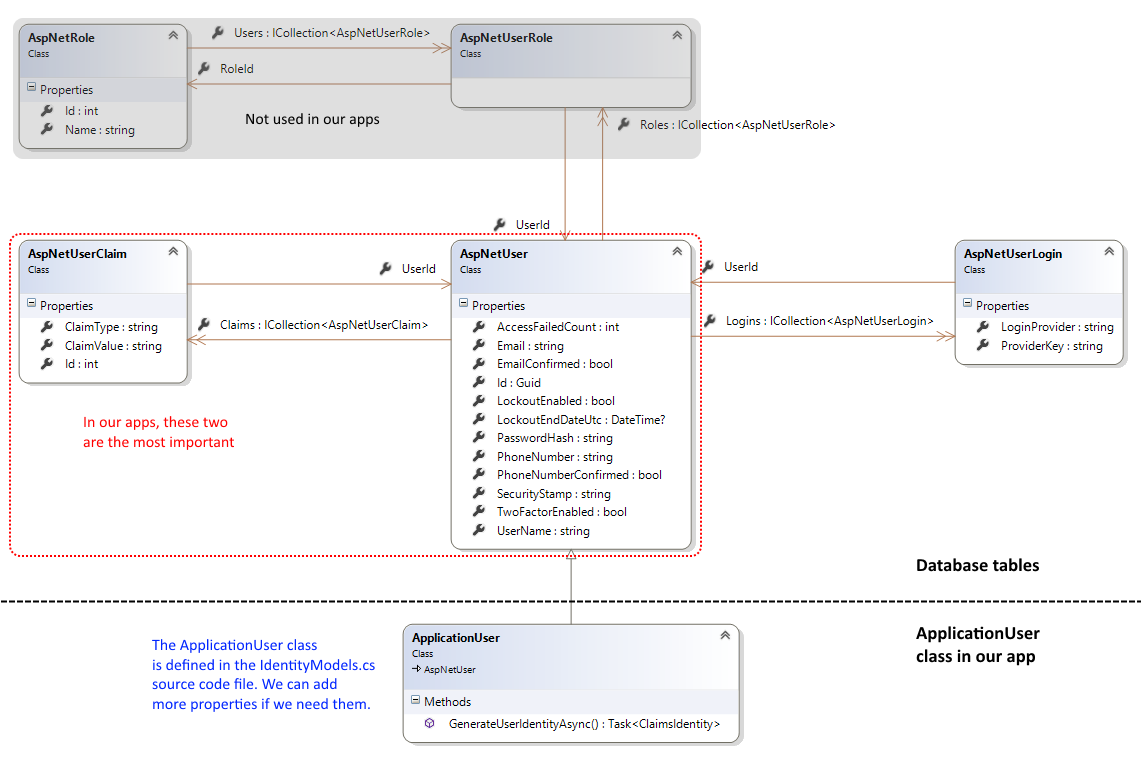 AspNetRole
Class
Properties
Id : int
Name : string
Users : ICollection<AspNetUserRole>
RoleId
Not used in our apps
AspNetUserRole
Class
Roles : ICollection<AspNetUserRole>
UserId
AspNetUserClaim
Class
Properties
ClaimType : string
ClaimValue : string
Id : int
UserId
Claims : ICollection<AspNetUserClaim>
In our apps, these two
are the most important
AspNetUser
Class
Properties
AccessFailedCount : int
Email : string
EmailConfirmed : bool
Id : Guid
LockoutEnabled : bool
LockoutEndDateUtc : DateTime?
PasswordHash : string
PhoneNumber : string
PhoneNumberConfirmed : bool
SecurityStamp : string
TwoFactorEnabled : bool
UserName : string
UserId
Logins : ICollection<AspNetUserLogin>
AspNetUserLogin
Class
Properties
LoginProvider : string
ProviderKey : string
Database tables
ApplicationUser
class in our app
The ApplicationUser class
is defined in the IdentityModels.cs
source code file. We can add
more properties if we need them.
ApplicationUser
Class
AspNetUser
Methods
GenerateUserIdentityAsync() : Task<ClaimsIdentity>